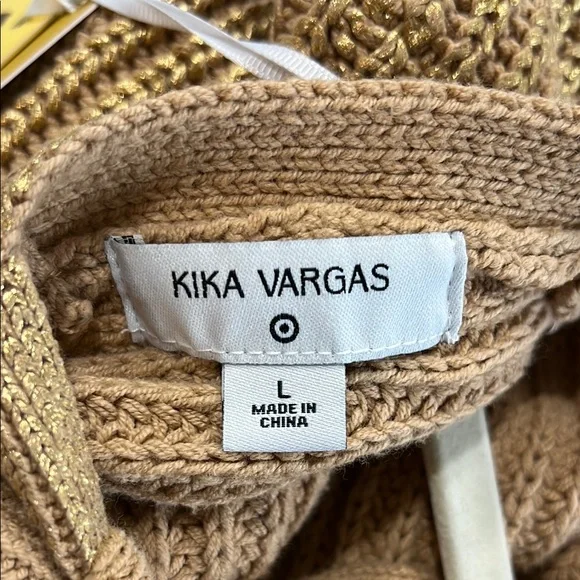 KIKA VARGAS
L
MADE IN
CHINA